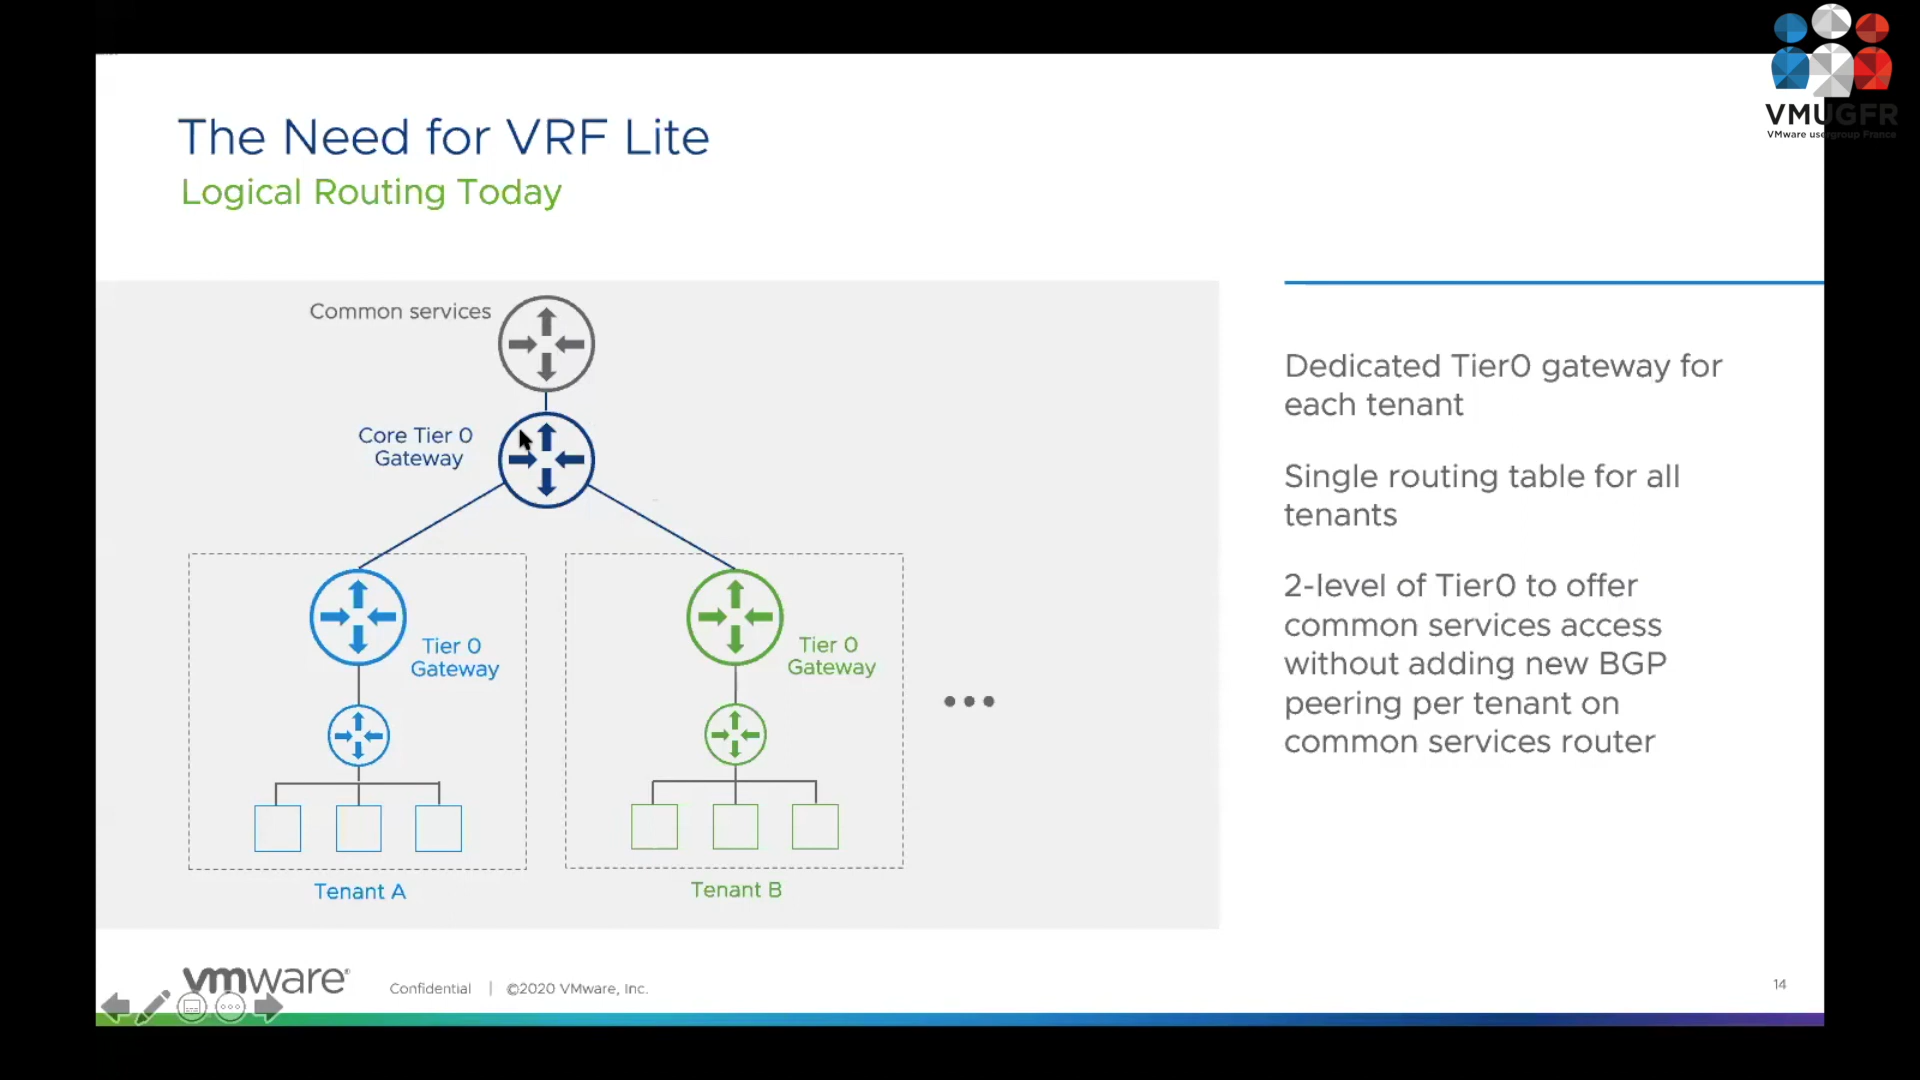 VMUGFR
VMware usergroup France
The Need for VRF Lite
Logical Routing Today
Common services
Core Tier 0
Gateway
Tier 0
Gateway
Tier 0
Gateway
Tenant A
Tenant B
Dedicated Tier0 gateway for
each tenant
Single routing table for all
tenants
2-level of Tier0 to offer
common services access
without adding new BGP
peering per tenant on
common services router
vmware®
Confidential | ©2020 VMware, Inc.
14